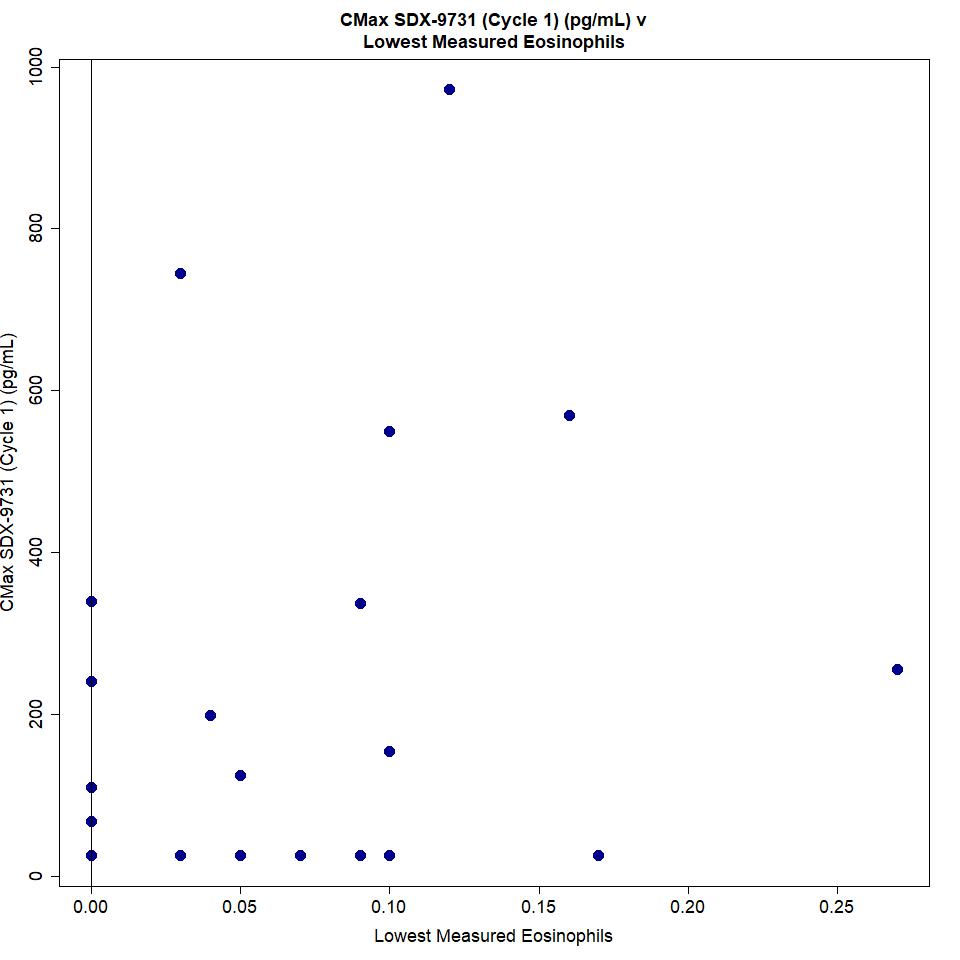 CMax SDX-9731 (Cycle 1) (pg/mL) v
Lowest Measured Eosinophils
1000
800
600
400
200
0
CMax SDX-9731 (Cycle 1) (pg/mL)
0.00 0.05 0.10 0.15 0.20 0.25
Lowest Measured Eosinophils